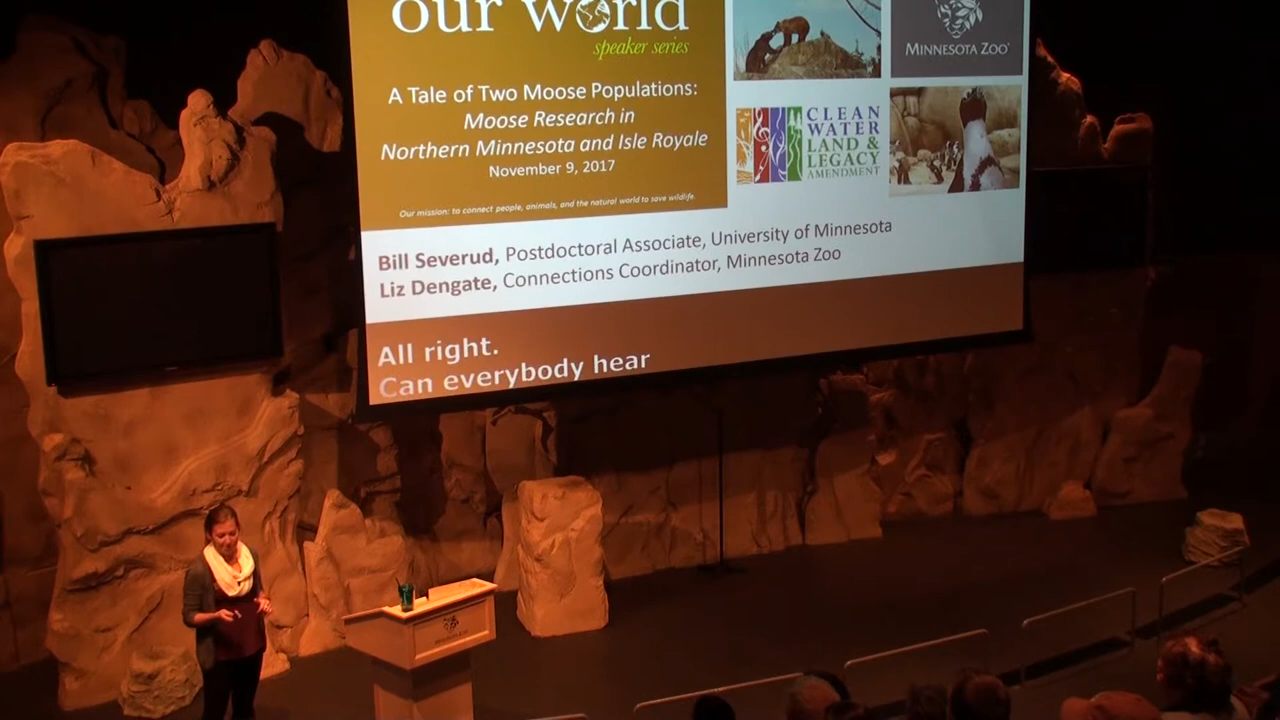 our world
speaker series
A Tale of Two Moose Populations:
Moose Research in
Northern Minnesota and Isle Royale
November 9, 2017
Our mission: to connect people, animals, and the natural world to save wildlife.
MINNESOTA ZOO
CLEAN
WATER
LAND &
LEGACY
AMENDMENT
Bill Severud, Postdoctoral Associate, University of Minnesota
Liz Dengate, Connections Coordinator, Minnesota Zoo
All right.
Can everybody hear
MINNESOTA ZOO